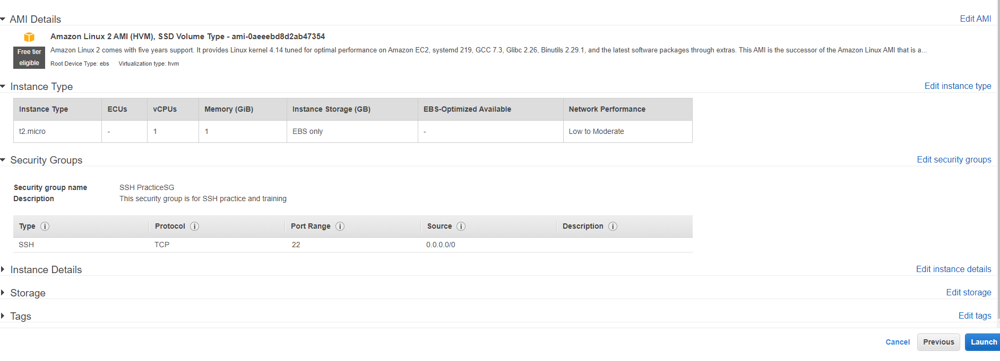 AMI Details
Edit AMI
Amazon Linux 2 AMI (HVM), SSD Volume Type - ami-0aeeebd8d2ab47354
Free tier
eligible
Amazon Linux 2 comes with five years support. It provides Linux kernel 4.14 tuned for optimal performance on Amazon EC2, systemd 219, GCC 7.3, Glibc 2.26, Binutils 2.29.1, and the latest software packages through extras. This AMI is the successor of the Amazon Linux AMI that is a...
Root Device Type: ebs Virtualization type: hvm
Instance Type
Edit instance type
Instance Type ECUs vCPUs Memory (GiB) Instance Storage (GB) EBS-Optimized Available Network Performance
t2.micro - 1 1 EBS only - Low to Moderate
Security Groups
Edit security groups
Security group name SSH PracticeSG
Description This security group is for SSH practice and training
Type i Protocol i Port Range i Source i Description i
SSH TCP 22 0.0.0.0/0
Instance Details
Edit instance details
Storage
Edit storage
Tags
Edit tags
Cancel Previous Launch